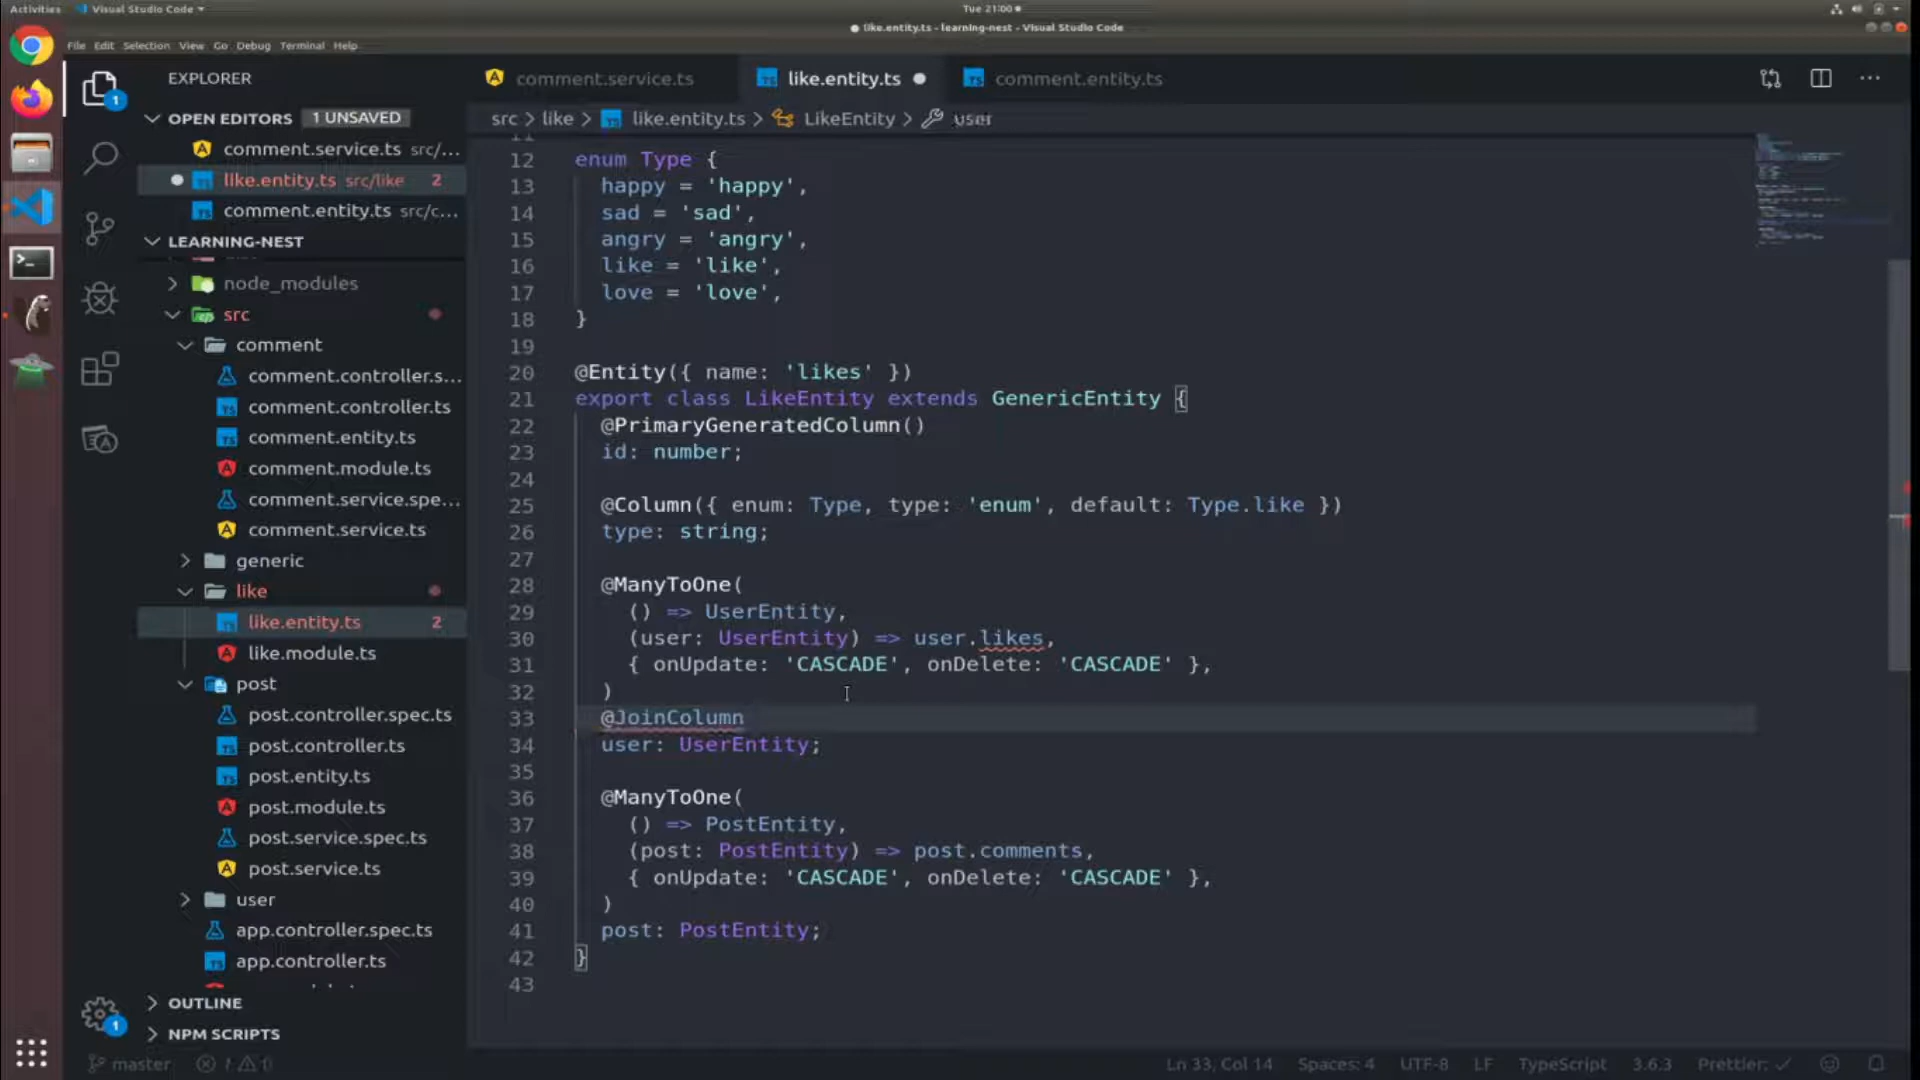 Activities Visual Studio Code
Tue 21:00
like.entity.ts - learning-nest - Visual Studio Code
File Edit Selection View Go Debug Terminal Help
EXPLORER
comment.service.ts like.entity.ts comment.entity.ts
OPEN EDITORS 1 UNSAVED
src > like > like.entity.ts > LikeEntity > user
comment.service.ts src/...
like.entity.ts src/like 2
comment.entity.ts src/c...
LEARNING-NEST
node_modules
src
comment
comment.controller.s...
comment.controller.ts
comment.entity.ts
comment.module.ts
comment.service.spe...
comment.service.ts
generic
like
like.entity.ts 2
like.module.ts
post
post.controller.spec.ts
post.controller.ts
post.entity.ts
post.module.ts
post.service.spec.ts
post.service.ts
user
app.controller.spec.ts
app.controller.ts
OUTLINE
NPM SCRIPTS
1
1
11
12 enum Type {
13 happy = 'happy',
14 sad = 'sad',
15 angry = 'angry',
16 like = 'like',
17 love = 'love',
18 }
19
20 @Entity({ name: 'likes' })
21 export class LikeEntity extends GenericEntity {
22 @PrimaryGeneratedColumn()
23 id: number;
24
25 @Column({ enum: Type, type: 'enum', default: Type.like })
26 type: string;
27
28 @ManyToOne(
29 () => UserEntity,
30 (user: UserEntity) => user.likes,
31 { onUpdate: 'CASCADE', onDelete: 'CASCADE' },
32 )
33 @JoinColumn
34 user: UserEntity;
35
36 @ManyToOne(
37 () => PostEntity,
38 (post: PostEntity) => post.comments,
39 { onUpdate: 'CASCADE', onDelete: 'CASCADE' },
40 )
41 post: PostEntity;
42 }
43
master Ln 33, Col 14 Spaces: 4 UTF-8 LF TypeScript 3.6.3 Prettier: ✓